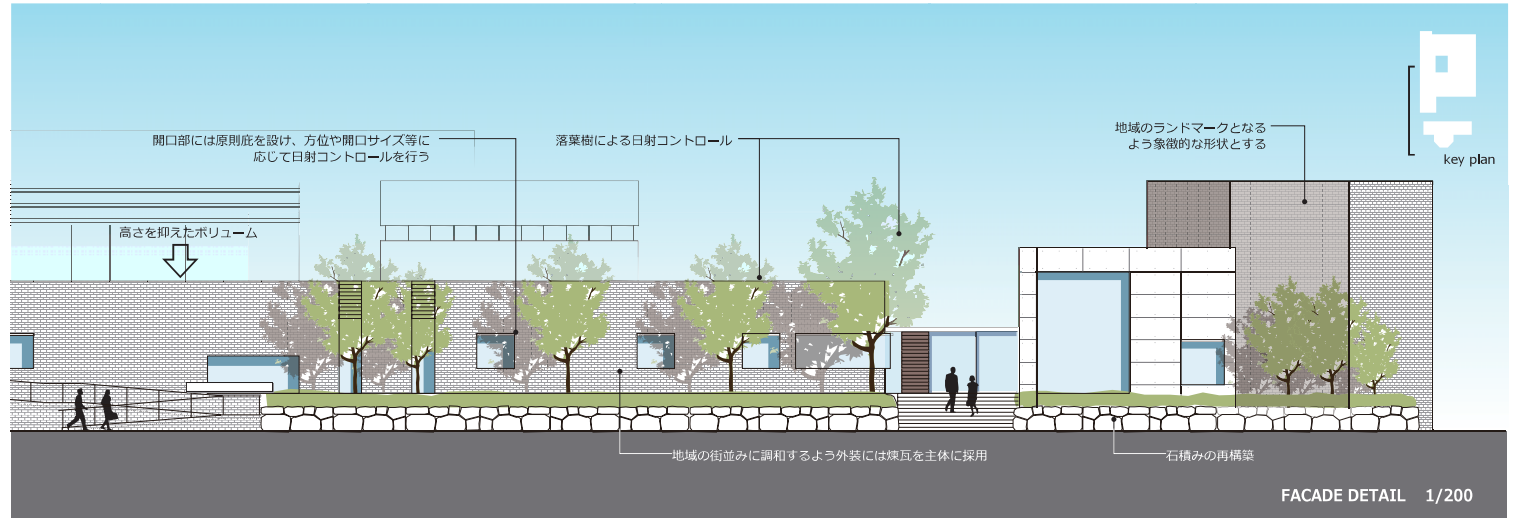 開口部には原則庇を設け、方位や開口サイズ等に
応じて日射コントロールを行う
落葉樹による日射コントロール
地域のランドマークとなる
よう象徴的な形状とする
key plan
高さを抑えたボリューム
地域の街並みに調和するよう外装には煉瓦を主体に採用
石積みの再構築
FACADE DETAIL 1/200